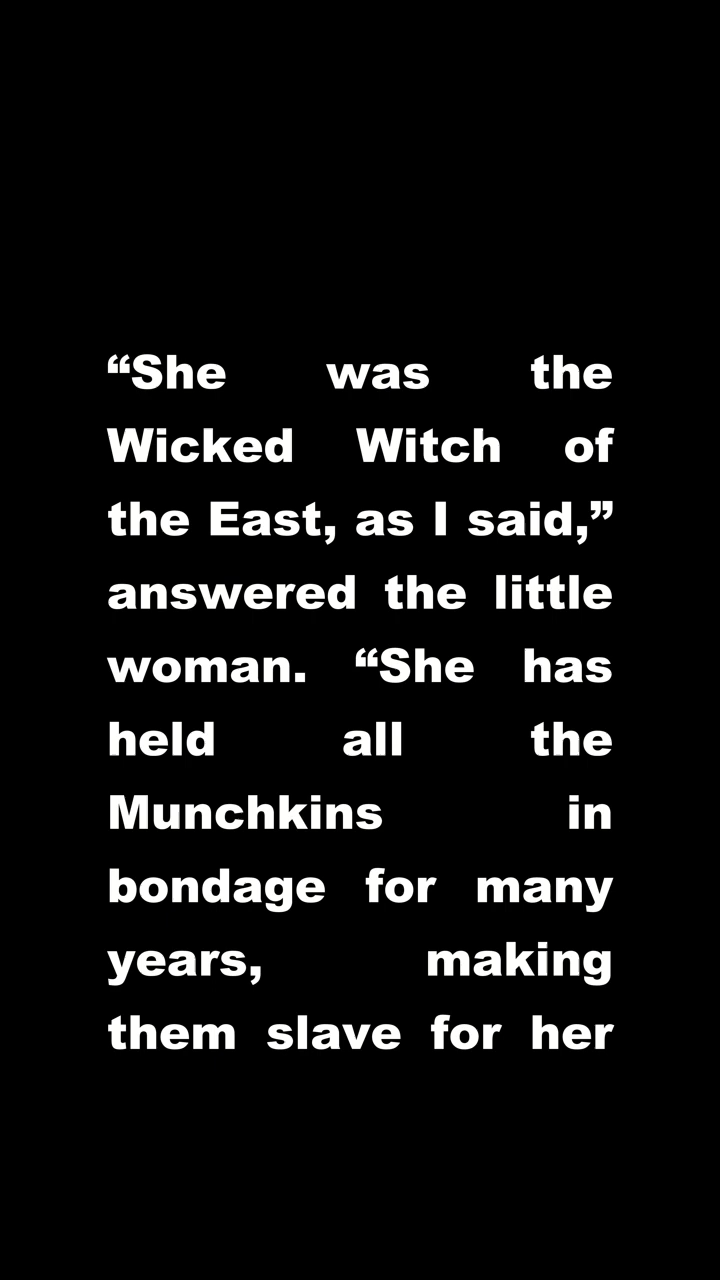 “She was the
Wicked Witch of
the East, as I said,”
answered the little
woman. “She has
held all the
Munchkins in
bondage for many
years, making
them slave for her